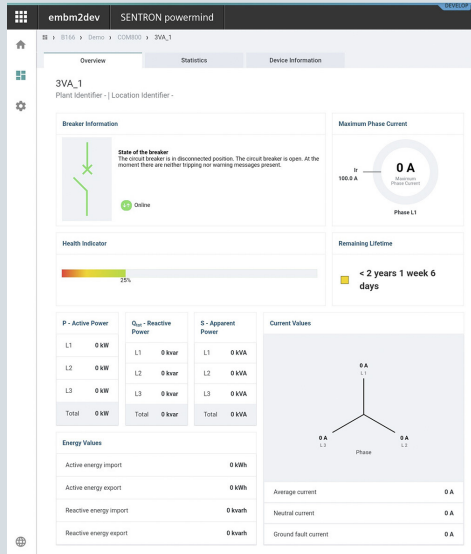 DEVELOP
embm2dev SENTRON powermind
B166 › Demo › COM800 › 3VA_1
Overview Statistics Device Information
3VA_1
Plant Identifier - | Location Identifier -
Breaker Information
State of the breaker
The circuit breaker is in disconnected position. The circuit breaker is open. At the
moment there are neither tripping nor warning messages present.
Online
Maximum Phase Current
Ir
100.0 A
0 A
Maximum
Phase Current
Phase L1
Health Indicator
25%
Remaining Lifetime
< 2 years 1 week 6
days
P - Active Power
L1 0 kW
L2 0 kW
L3 0 kW
Total 0 kW
Qtot - Reactive
Power
L1 0 kvar
L2 0 kvar
L3 0 kvar
Total 0 kvar
S - Apparent
Power
L1 0 kVA
L2 0 kVA
L3 0 kVA
Total 0 kVA
Current Values
0 A
L 1
0 A
L 3
0 A
L 2
Phase
Average current 0 A
Neutral current 0 A
Ground fault current 0 A
Energy Values
Active energy import 0 kWh
Active energy export 0 kWh
Reactive energy import 0 kvarh
Reactive energy export 0 kvarh